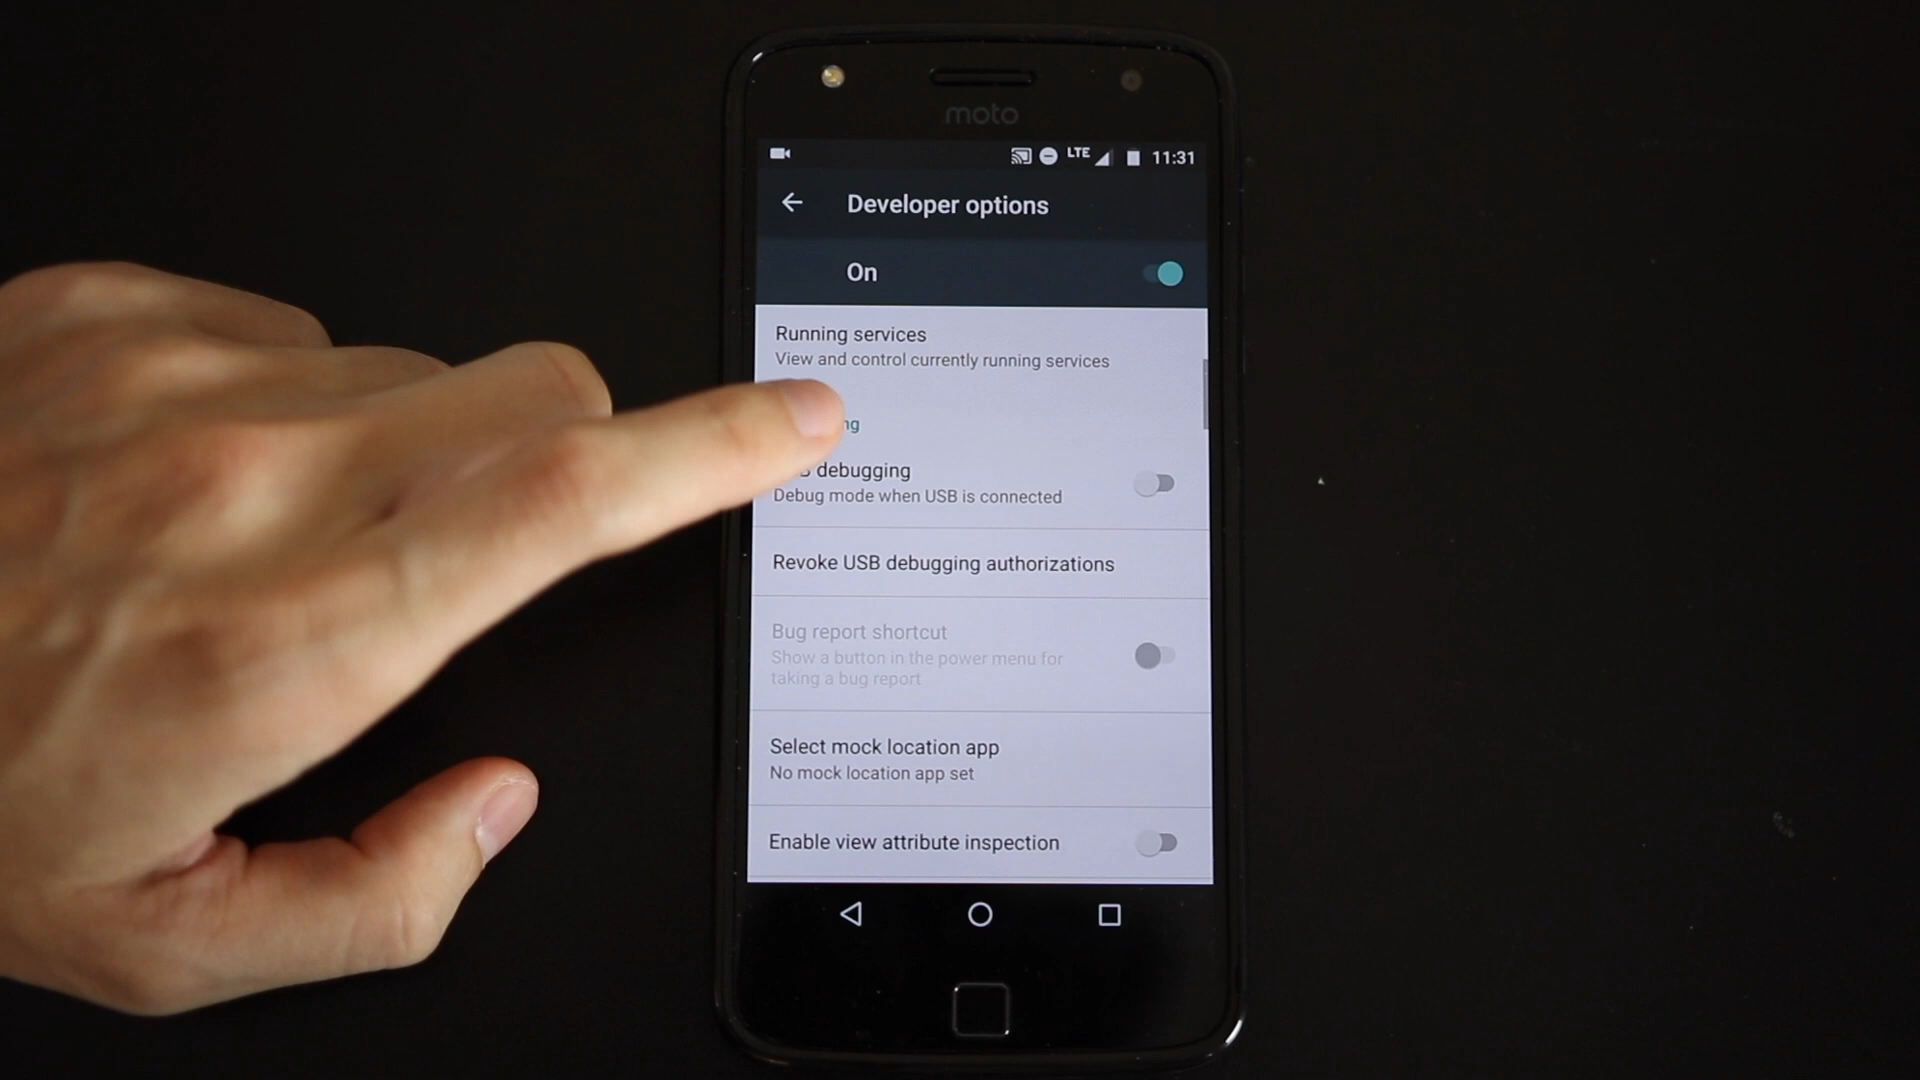 moto
LTE 11:31
Developer options
On
Running services
View and control currently running services
debugging
Debug mode when USB is connected
Revoke USB debugging authorizations
Bug report shortcut
Show a button in the power menu for
taking a bug report
Select mock location app
No mock location app set
Enable view attribute inspection